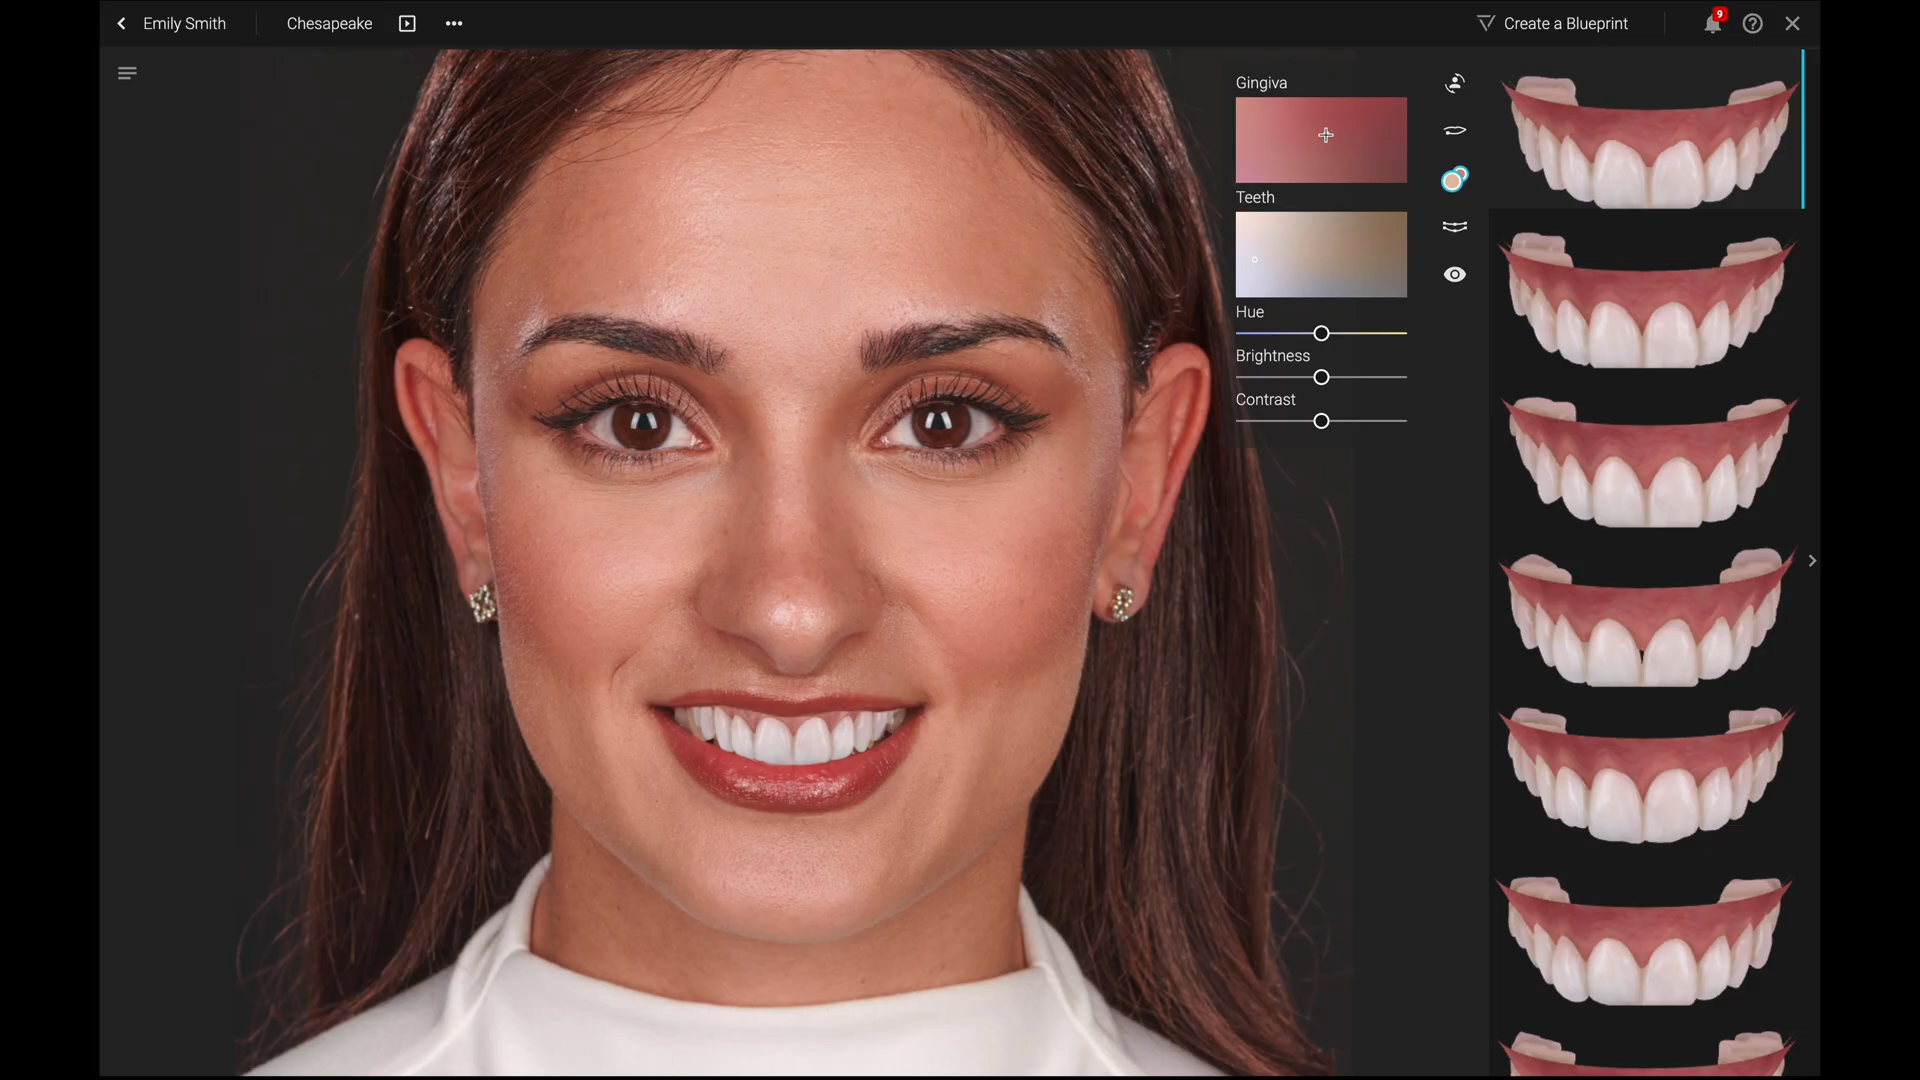 Emily Smith
Chesapeake
Create a Blueprint
9
Gingiva
Teeth
Hue
Brightness
Contrast